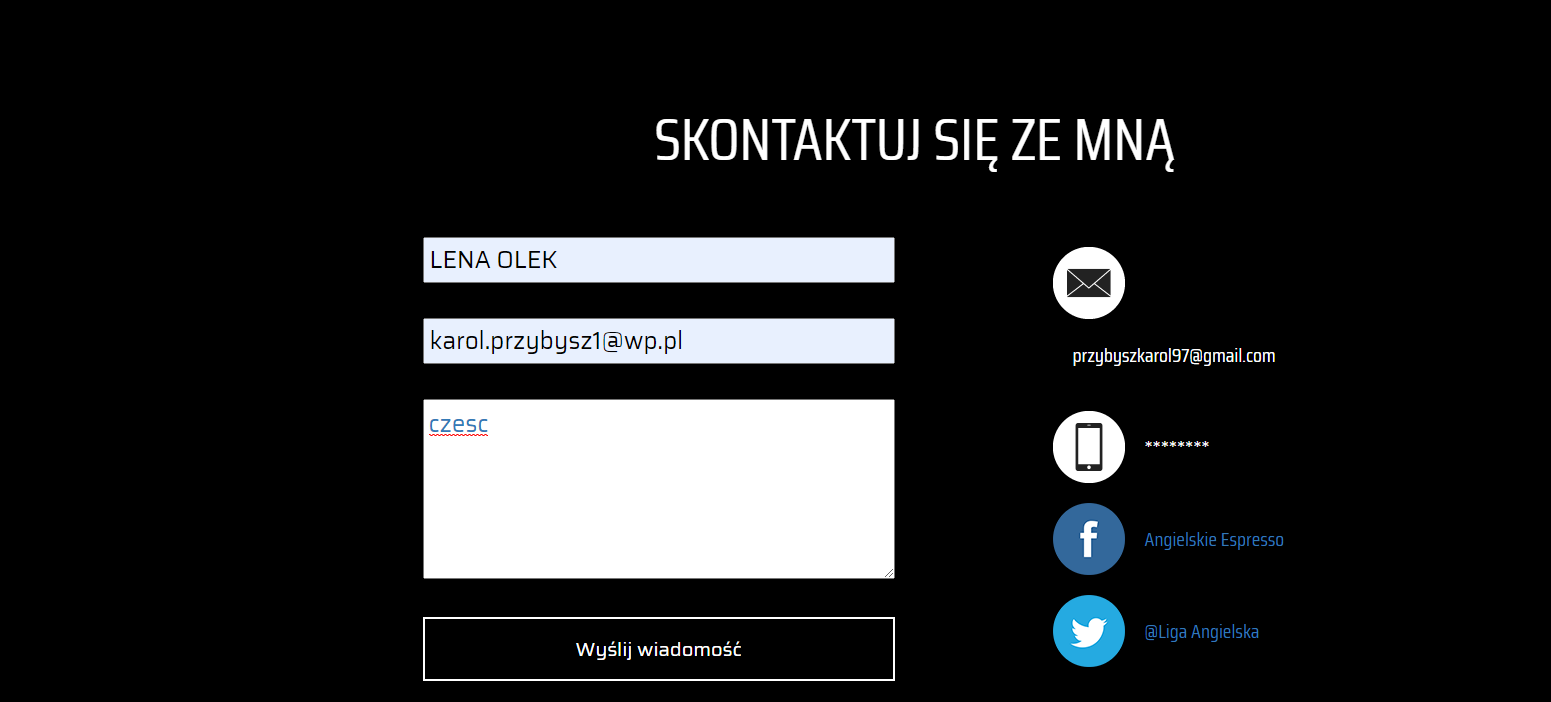 SKONTAKTUJ SIĘ ZE MNĄ
LENA OLEK
karol.przybysz1@wp.pl
czesc
Wyślij wiadomość
przybyszkarol97@gmail.com
********
Angielskie Espresso
@Liga Angielska